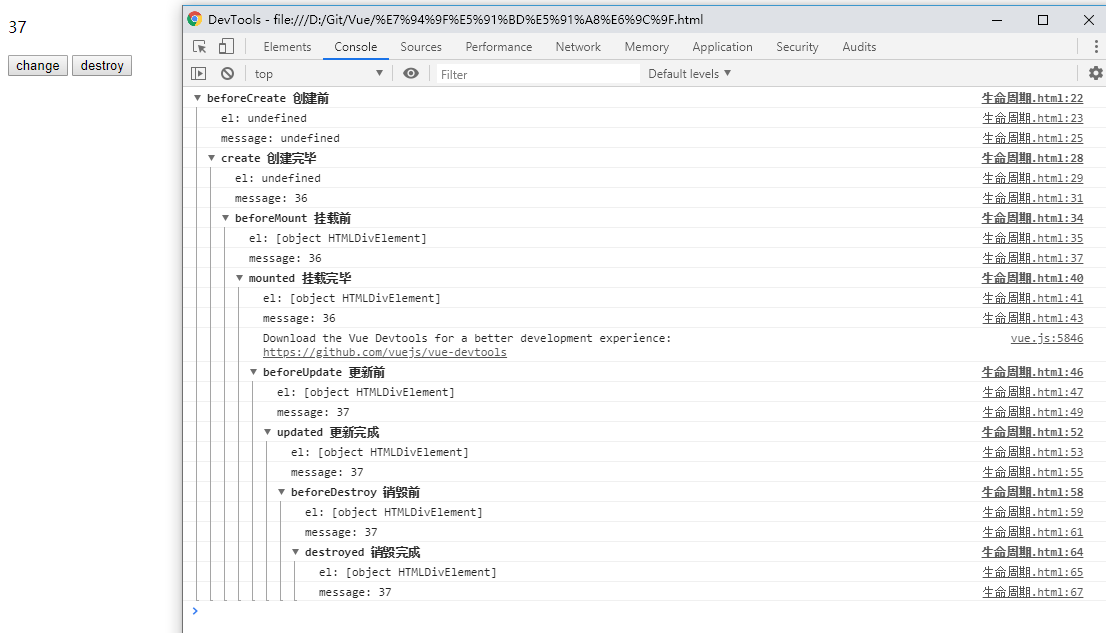 37
change destroy
DevTools - file:///D:/Git/Vue/%E7%94%9F%E5%91%BD%E5%91%A8%E6%9C%9F.html
Elements Console Sources Performance Network Memory Application Security Audits
top Filter Default levels
beforeCreate 创建前 生命周期.html:22
el: undefined 生命周期.html:23
message: undefined 生命周期.html:25
create 创建完毕 生命周期.html:28
el: undefined 生命周期.html:29
message: 36 生命周期.html:31
beforeMount 挂载前 生命周期.html:34
el: [object HTMLDivElement] 生命周期.html:35
message: 36 生命周期.html:37
mounted 挂载完毕 生命周期.html:40
el: [object HTMLDivElement] 生命周期.html:41
message: 36 生命周期.html:43
Download the Vue Devtools for a better development experience: vue.js:5846
https://github.com/vuejs/vue-devtools
beforeUpdate 更新前 生命周期.html:46
el: [object HTMLDivElement] 生命周期.html:47
message: 37 生命周期.html:49
updated 更新完成 生命周期.html:52
el: [object HTMLDivElement] 生命周期.html:53
message: 37 生命周期.html:55
beforeDestroy 销毁前 生命周期.html:58
el: [object HTMLDivElement] 生命周期.html:59
message: 37 生命周期.html:61
destroyed 销毁完成 生命周期.html:64
el: [object HTMLDivElement] 生命周期.html:65
message: 37 生命周期.html:67